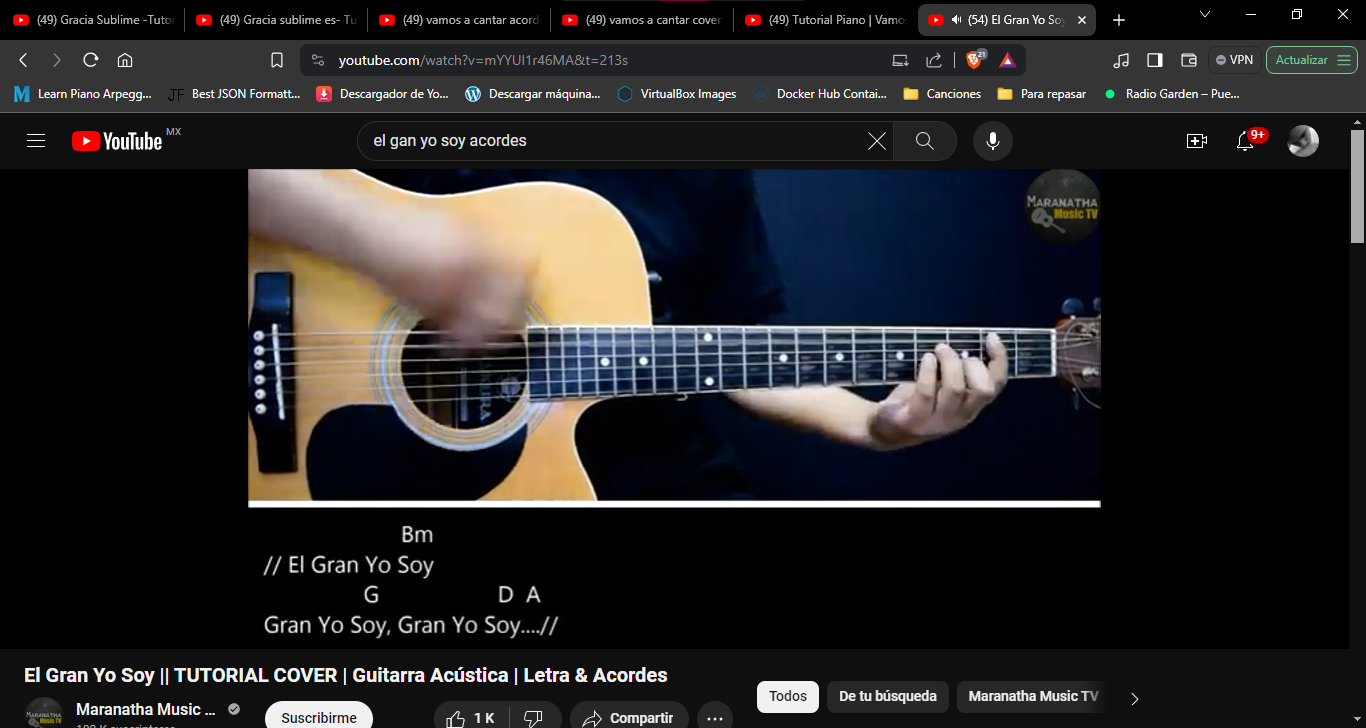 (49) Gracia Sublime -Tutor
(49) Gracia sublime es- Tu
(49) vamos a cantar acord
(49) vamos a cantar cover
(49) Tutorial Piano | Vamo
(54) El Gran Yo Soy
youtube.com/watch?v=mYYUI1r46MA&t=213s
21
VPN
Actualizar
Learn Piano Arpegg...
JF Best JSON Formatt...
Descargador de Yo...
Descargar máquina...
VirtualBox Images
Docker Hub Contai...
Canciones
Para repasar
Radio Garden – Pue...
YouTube MX
el gan yo soy acordes
9+
MARANATHA
Music TV
Bm
// El Gran Yo Soy
G D A
Gran Yo Soy, Gran Yo Soy....//
El Gran Yo Soy || TUTORIAL COVER | Guitarra Acústica | Letra & Acordes
Todos
De tu búsqueda
Maranatha Music TV
Maranatha Music ...
Suscribirme
1 K
Compartir